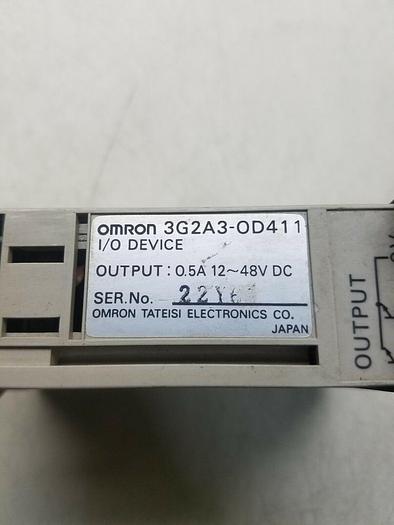 omron 3G2A3-OD411
I/O DEVICE
OUTPUT : 0.5A 12~48V DC
SER.No.
OMRON TATEISI ELECTRONICS CO.
JAPAN
OUTPUT